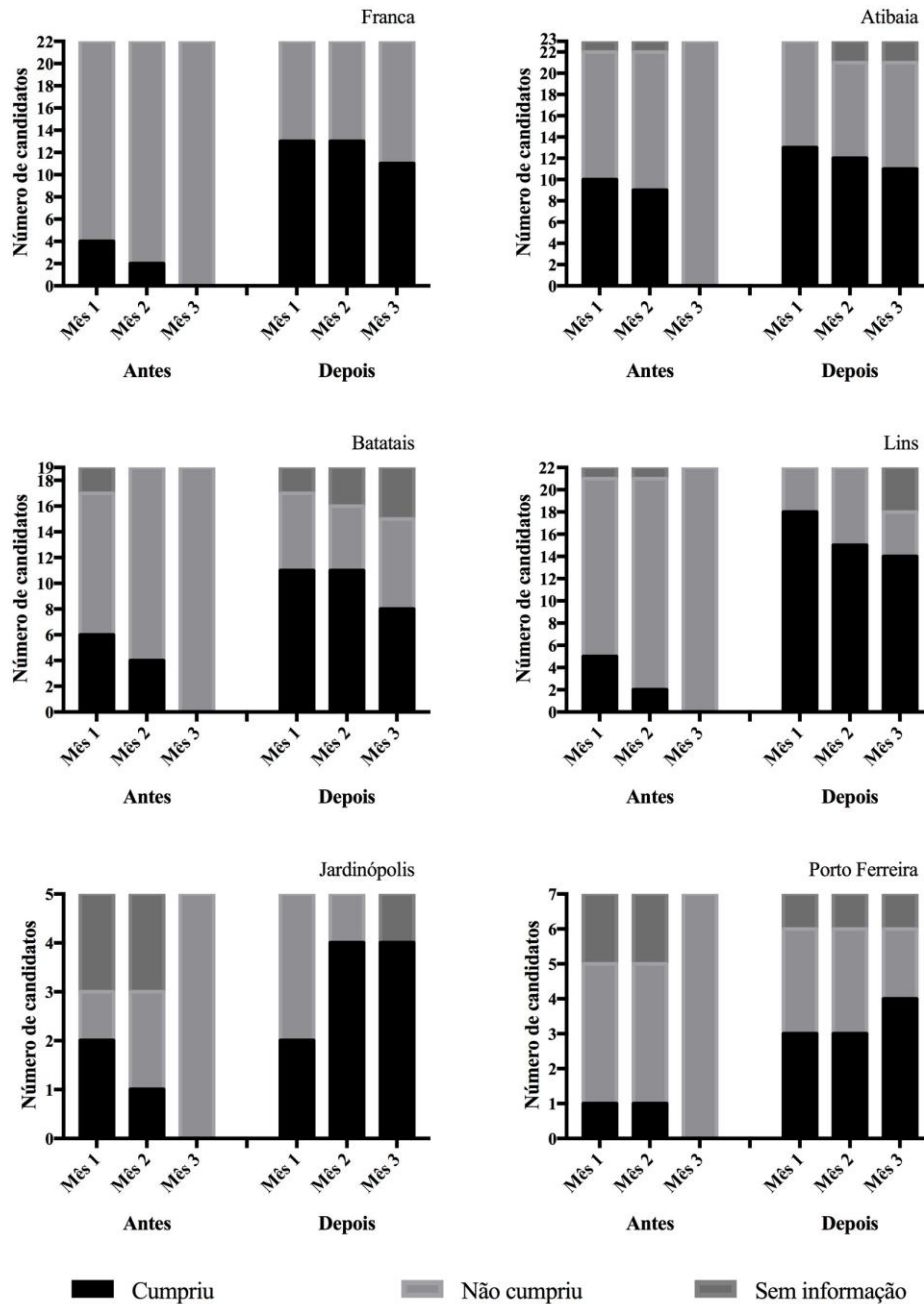 Franca
Número de candidatos
22
20
18
16
14
12
10
8
6
4
2
0
Mês 1
Mês 2
Mês 3
Mês 1
Mês 2
Mês 3
Antes
Depois
Atibaia
Número de candidatos
23
22
20
18
16
14
12
10
8
6
4
2
0
Mês 1
Mês 2
Mês 3
Mês 1
Mês 2
Mês 3
Antes
Depois
Batatais
Número de candidatos
19
18
16
14
12
10
8
6
4
2
0
Mês 1
Mês 2
Mês 3
Mês 1
Mês 2
Mês 3
Antes
Depois
Lins
Número de candidatos
22
20
18
16
14
12
10
8
6
4
2
0
Mês 1
Mês 2
Mês 3
Mês 1
Mês 2
Mês 3
Antes
Depois
Jardinópolis
Número de candidatos
5
4
3
2
1
0
Mês 1
Mês 2
Mês 3
Mês 1
Mês 2
Mês 3
Antes
Depois
Porto Ferreira
Número de candidatos
7
6
5
4
3
2
1
0
Mês 1
Mês 2
Mês 3
Mês 1
Mês 2
Mês 3
Antes
Depois
Cumpriu
Não cumpriu
Sem informação